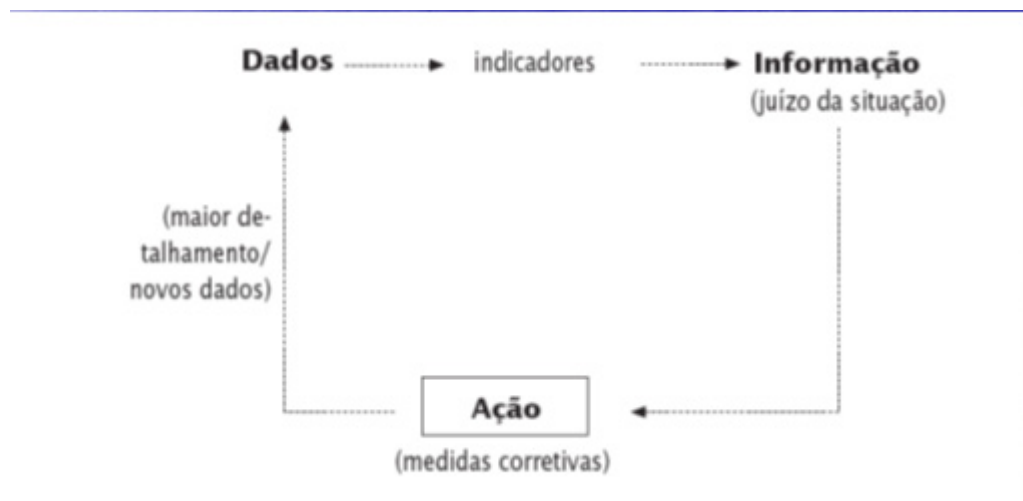 Dados
indicadores
Informação
(juízo da situação)
(maior de-
talhamento/
novos dados)
Ação
(medidas corretivas)